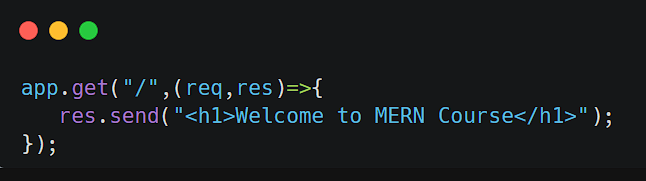 app.get("/",(req,res)=>{
   res.send("<h1>Welcome to MERN Course</h1>");
});